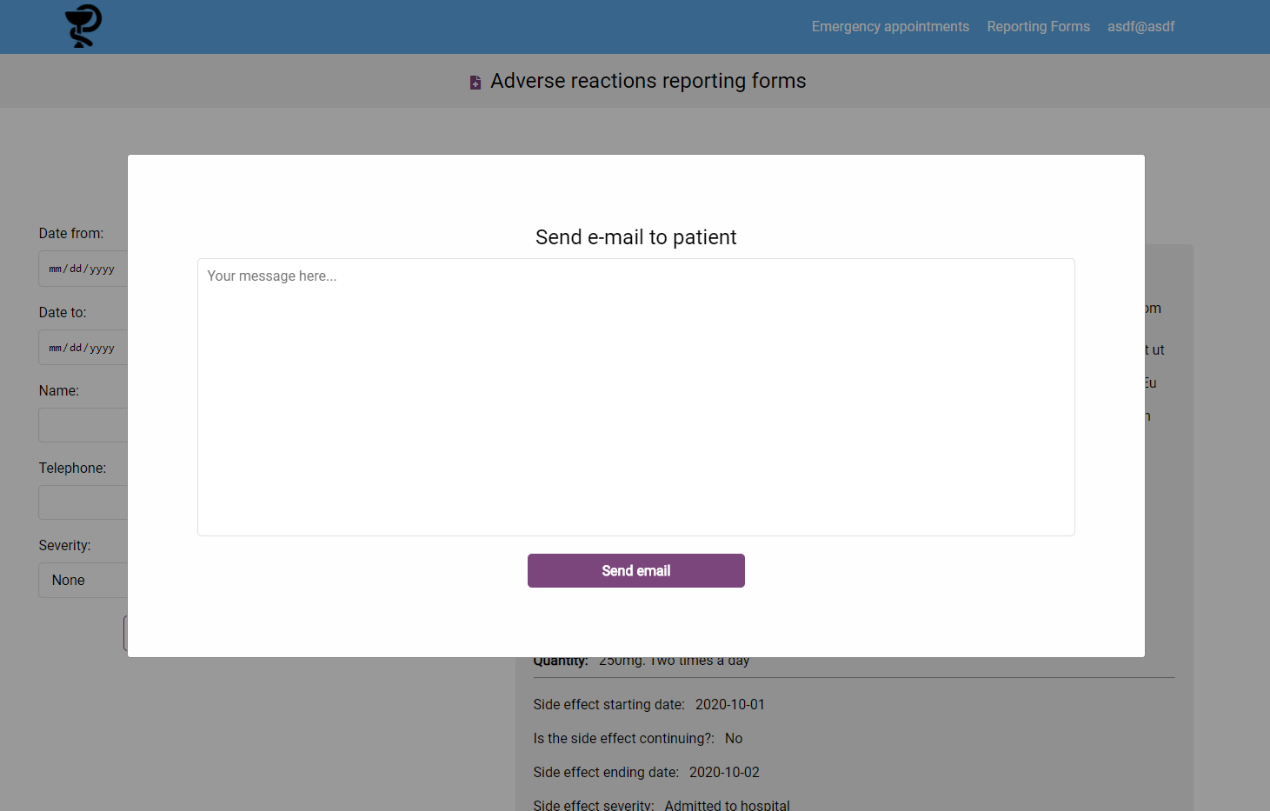 Emergency appointments Reporting Forms asdf@asdf
Adverse reactions reporting forms
Send e-mail to patient
Your message here...
Send email
Date from:
mm/dd/yyyy
Date to:
mm/dd/yyyy
Name:
Telephone:
Severity:
None
t ut
Quantity: 250mg. Two times a day
Side effect starting date: 2020-10-01
Is the side effect continuing?: No
Side effect ending date: 2020-10-02
Side effect severity: Admitted to hospital